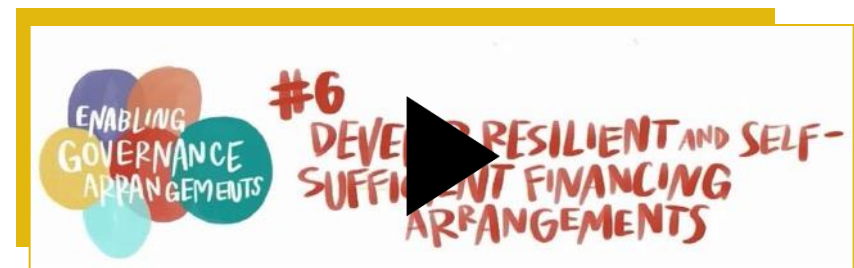 ENABLING
GOVERNANCE
ARRANGEMENTS
#6
RESILIENT AND SELF-
FINANCING
ARRANGEMENTS